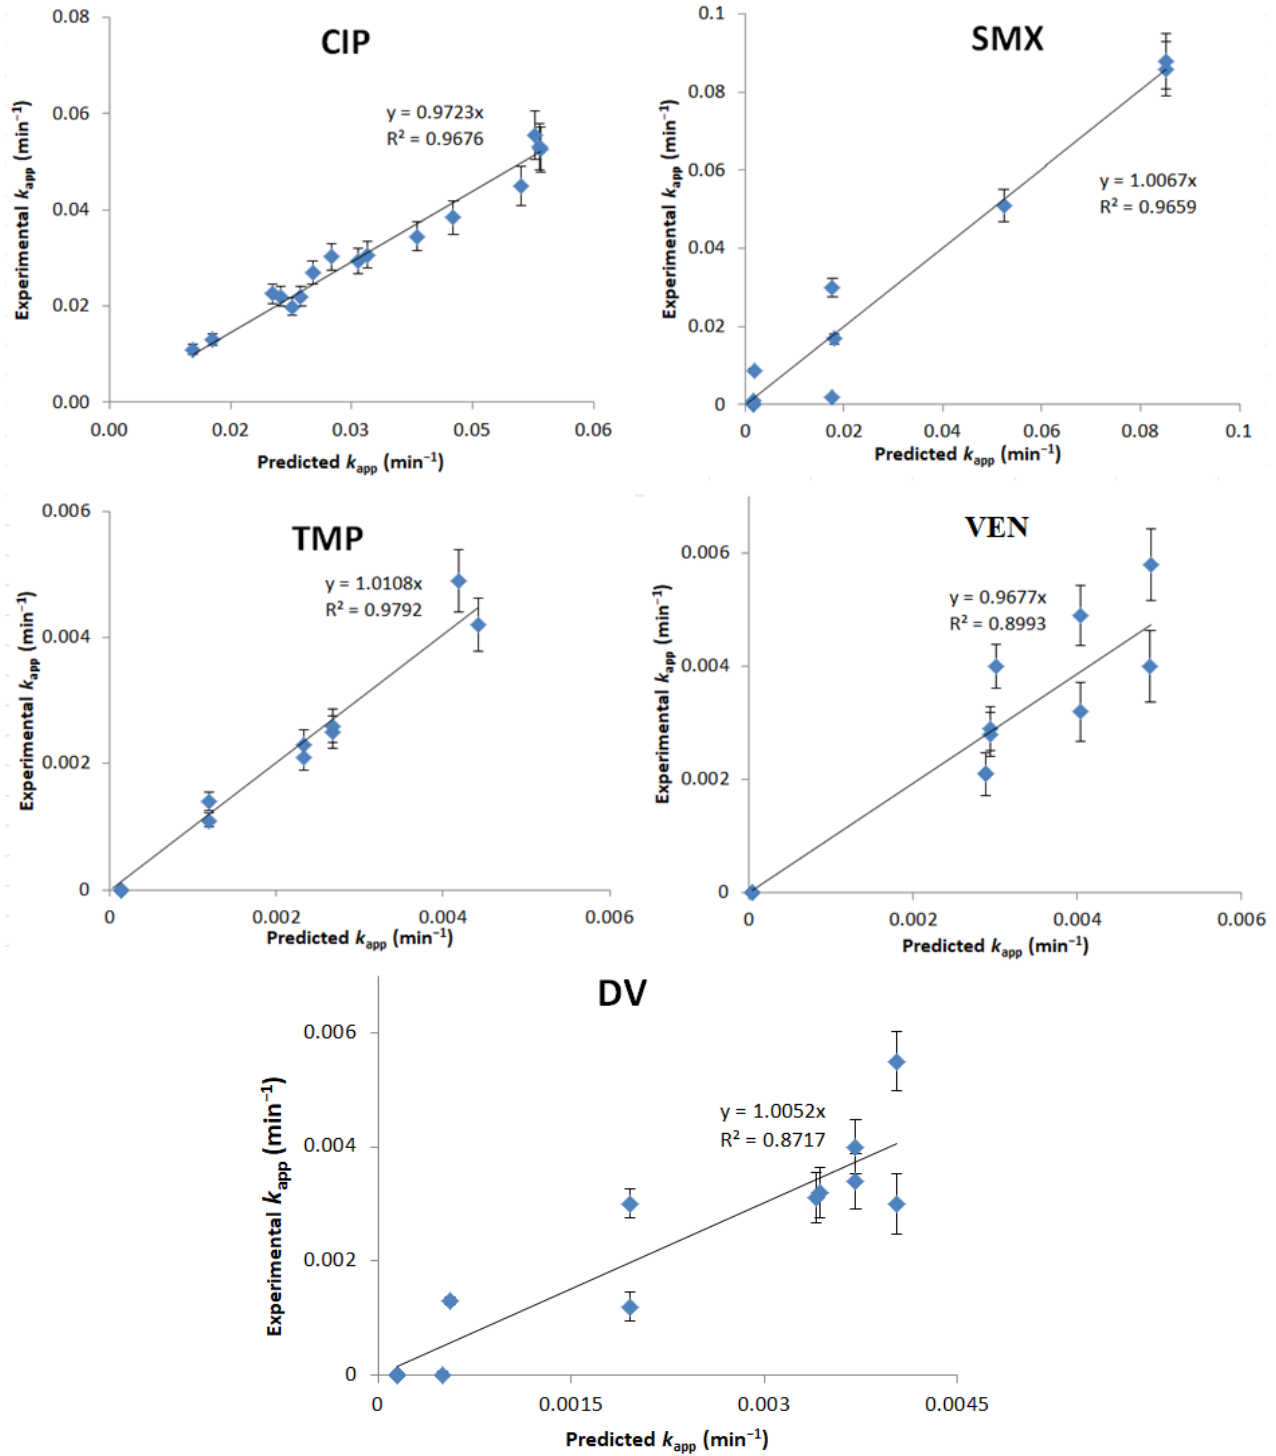 CIP
y = 0.9723x
R² = 0.9676
Experimental kapp (min⁻¹)
0.08
0.06
0.04
0.02
0.00
0.00 0.02 0.03 0.05 0.06
Predicted kapp (min⁻¹)
SMX
y = 1.0067x
R² = 0.9659
Experimental kapp (min⁻¹)
0.1
0.08
0.06
0.04
0.02
0
0 0.02 0.04 0.06 0.08 0.1
Predicted kapp (min⁻¹)
TMP
y = 1.0108x
R² = 0.9792
Experimental kapp (min⁻¹)
0.006
0.004
0.002
0
0 0.002 0.004 0.006
Predicted kapp (min⁻¹)
VEN
y = 0.9677x
R² = 0.8993
Experimental kapp (min⁻¹)
0.006
0.004
0.002
0
0 0.002 0.004 0.006
Predicted kapp (min⁻¹)
DV
y = 1.0052x
R² = 0.8717
Experimental kapp (min⁻¹)
0.006
0.004
0.002
0
0 0.0015 0.003 0.0045
Predicted kapp (min⁻¹)